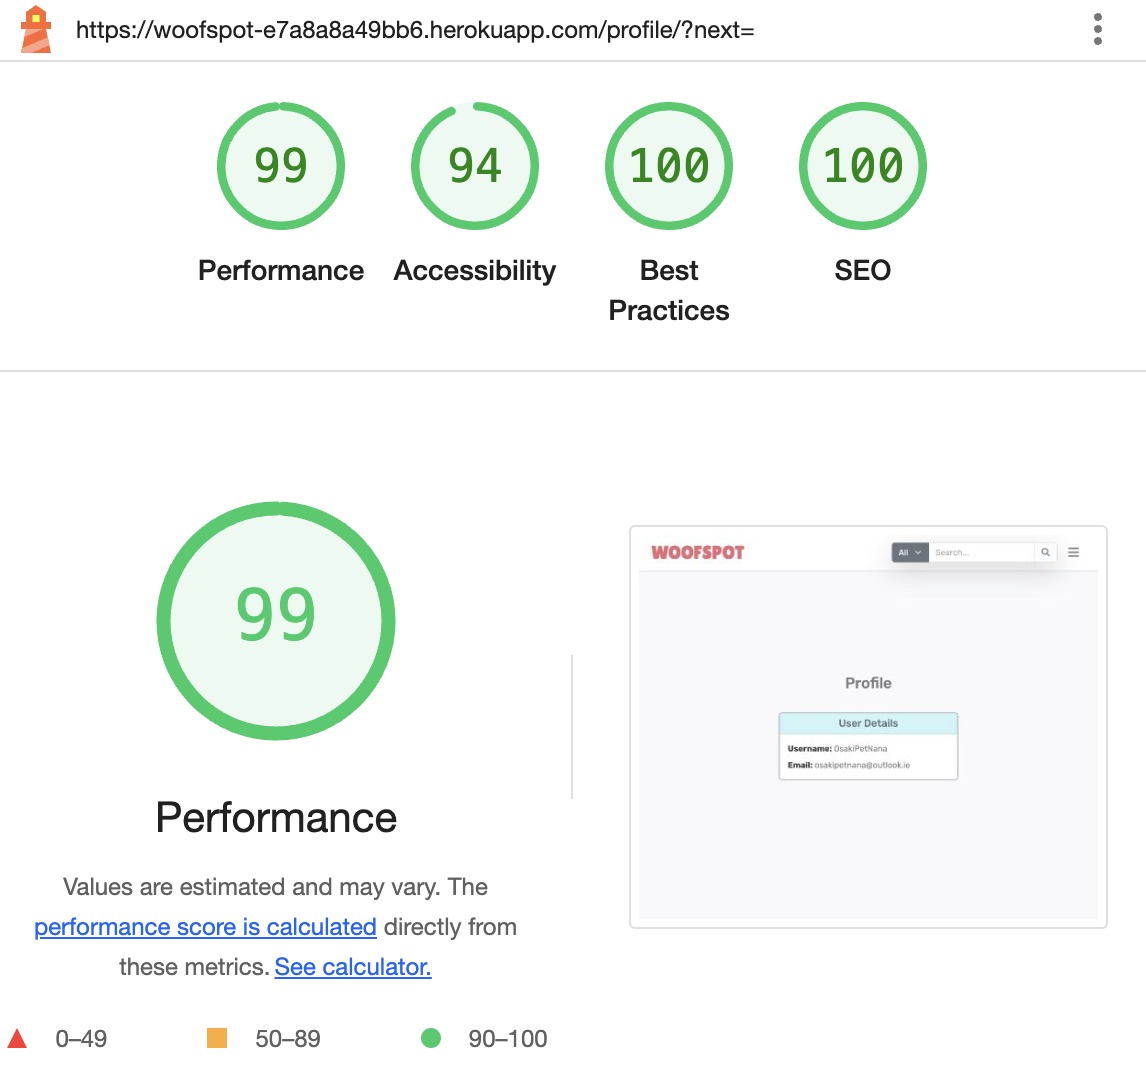 https://woofspot-e7a8a8a49bb6.herokuapp.com/profile/?next=
99
94
100
100
Performance
Accessibility
Best
Practices
SEO
99
Performance
Values are estimated and may vary. The
performance score is calculated directly from
these metrics. See calculator.
0–49
50–89
90–100
WOOFSPOT
All
Search...
Profile
User Details
Username: OsakiPetNana
Email: osakipetnana@outlook.ie